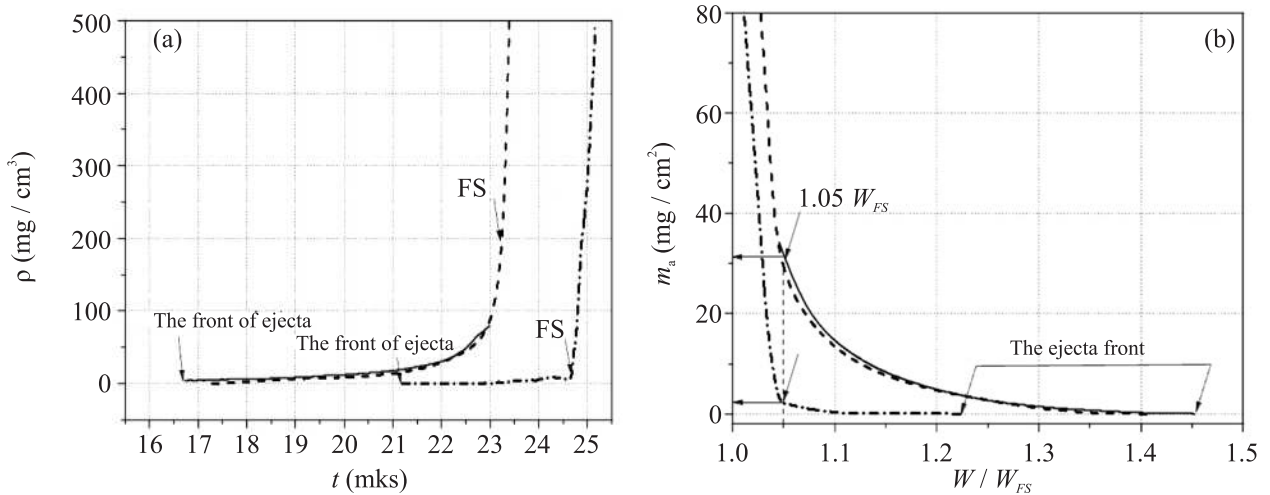 (a)
500
400
300
200
100
0
ρ (mg / cm³)
FS
The front of ejecta
The front of ejecta
FS
16 17 18 19 20 21 22 23 24 25
t (mks)
(b)
80
60
40
20
0
mₐ (mg / cm²)
1.05 W_FS
The ejecta front
1.0 1.1 1.2 1.3 1.4 1.5
W / W_FS